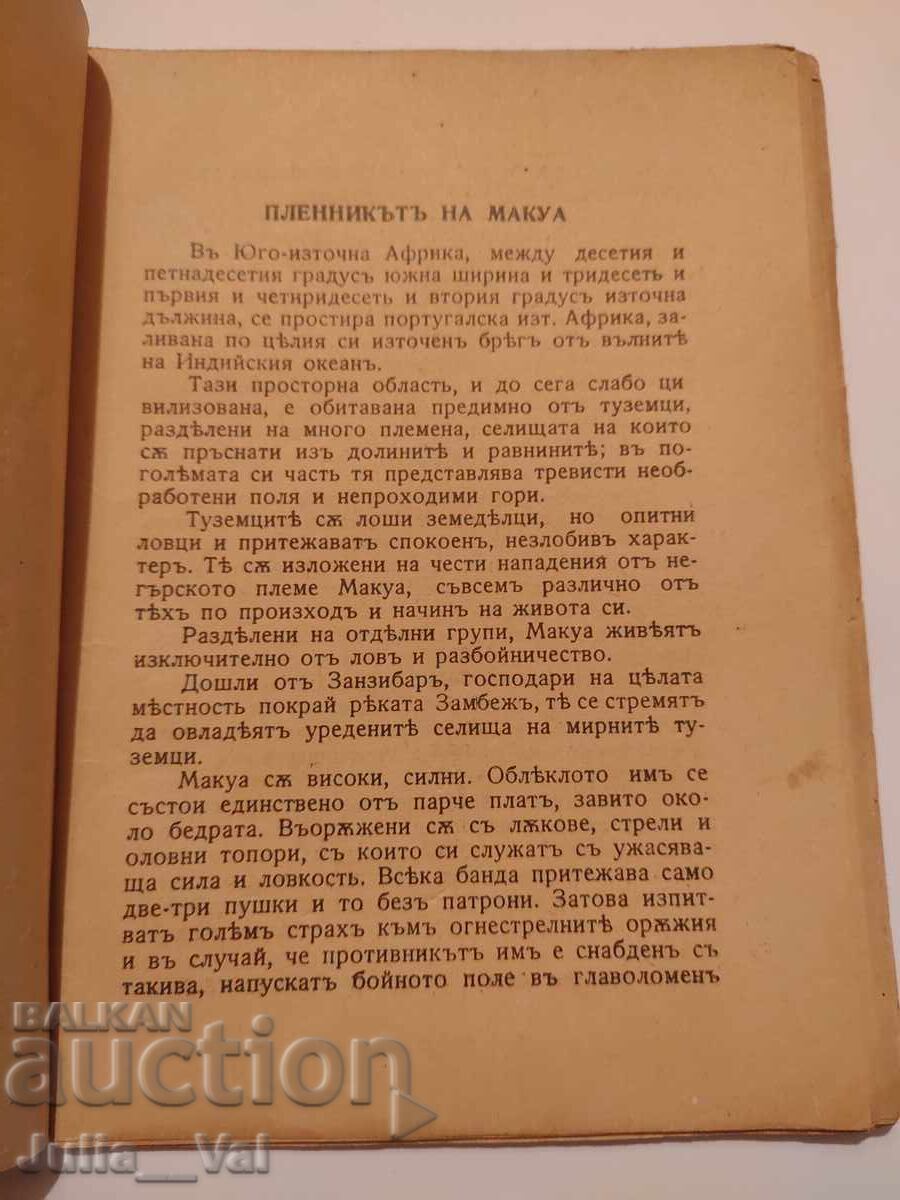 ПЛЕННИКЪТЪ НА МАКУА
Въ Юго-източна Африка, между десетия и
петнадесетия градусъ южна ширина и тридесеть и
първия и четиридесеть и втория градусъ източна
дължина, се простира португалска изт. Африка, за-
ливана по цѣлия си източенъ брѣгъ отъ вълнитѣ
на Индийския океанъ.
Тази просторна область, и до сега слабо ци
вилизована, е обитавана предимно отъ туземци,
раздѣлени на много племена, селищата на които
сѫ пръснати изъ долинитѣ и равнинитѣ; въ по-
голѣмата си часть тя представлява тревисти необ-
работени поля и непроходими гори.
Туземцитѣ сѫ лоши земедѣлци, но опитни
ловци и притежаватъ спокоенъ, незлобивъ харак-
теръ. Тѣ сѫ изложени на чести нападения отъ не-
гърското племе Макуа, съвсемъ различно отъ
тѣхъ по произходъ и начинъ на живота си.
Раздѣлени на отдѣлни групи, Макуа живѣятъ
изключително отъ ловъ и разбойничество.
Дошли отъ Занзибаръ, господари на цѣлата
мѣстность покрай рѣката Замбежъ, тѣ се стремятъ
да овладѣятъ уреденитѣ селища на мирнитѣ ту-
земци.
Макуа сѫ високи, силни. Облѣклото имъ се
състои единствено отъ парче платъ, завито око-
ло бедрата. Въорѫжени сѫ съ лѫкове, стрели и
оловни топори, съ които си служатъ съ ужасява-
ща сила и ловкость. Всѣка банда притежава само
две-три пушки и то безъ патрони. Затова изпит-
ватъ голѣмъ страхъ къмъ огнестрелнитѣ орѫжия
и въ случай, че противникътъ имъ е снабденъ съ
такива, напускатъ бойното поле въ главоломенъ
BALKAN
auction
Julia__Val